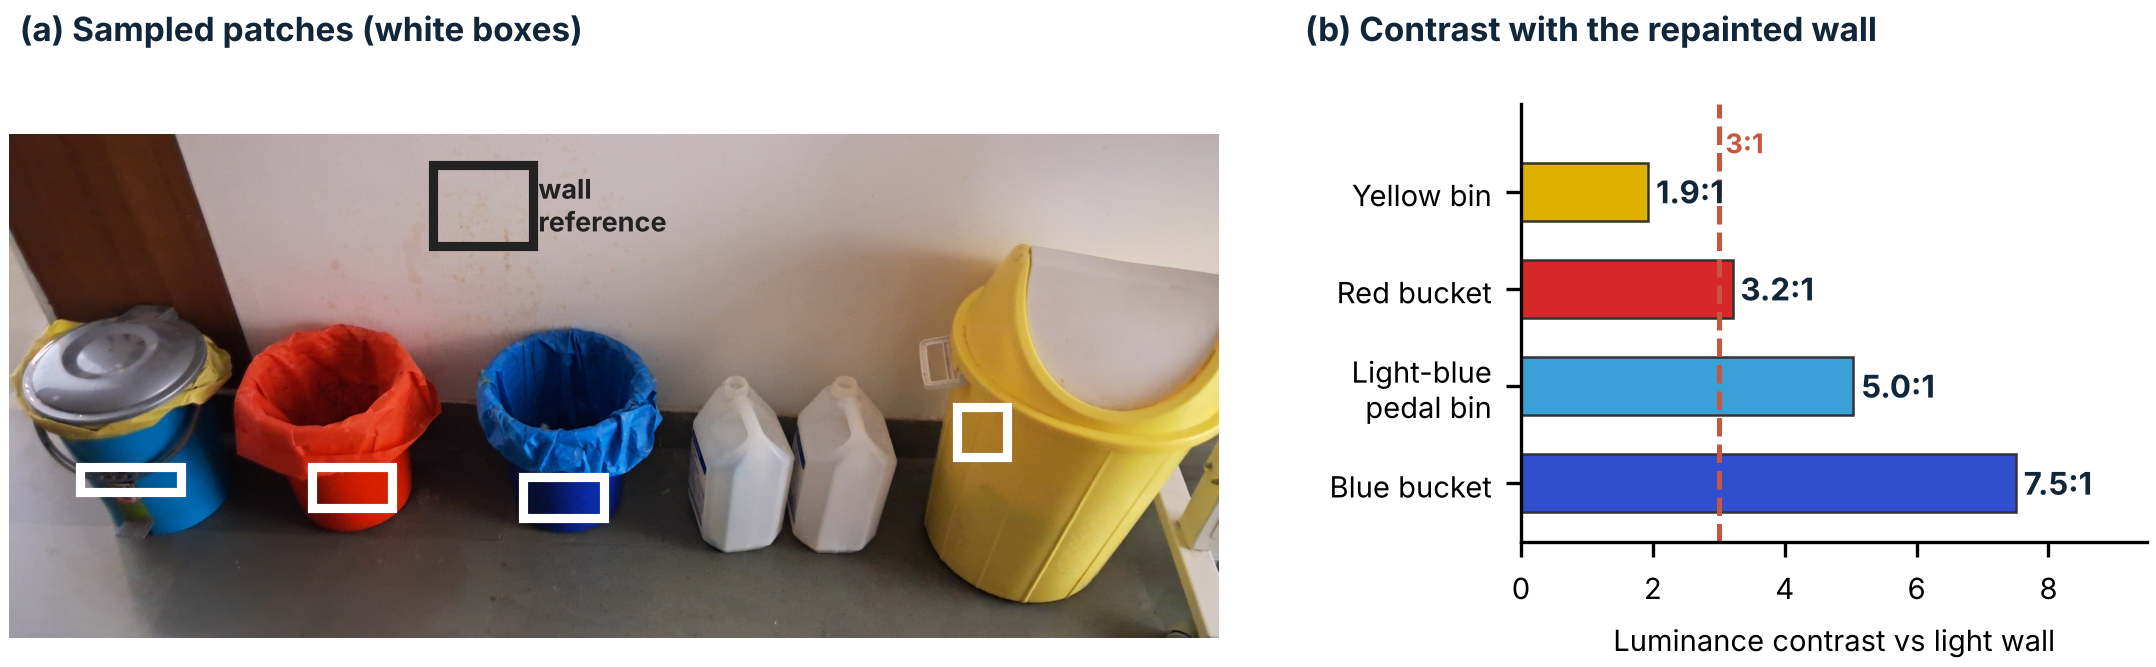 (a) Sampled patches (white boxes)
wall
reference
(b) Contrast with the repainted wall
3:1
Yellow bin
1.9:1
Red bucket
3.2:1
Light-blue
pedal bin
5.0:1
Blue bucket
7.5:1
0 2 4 6 8
Luminance contrast vs light wall